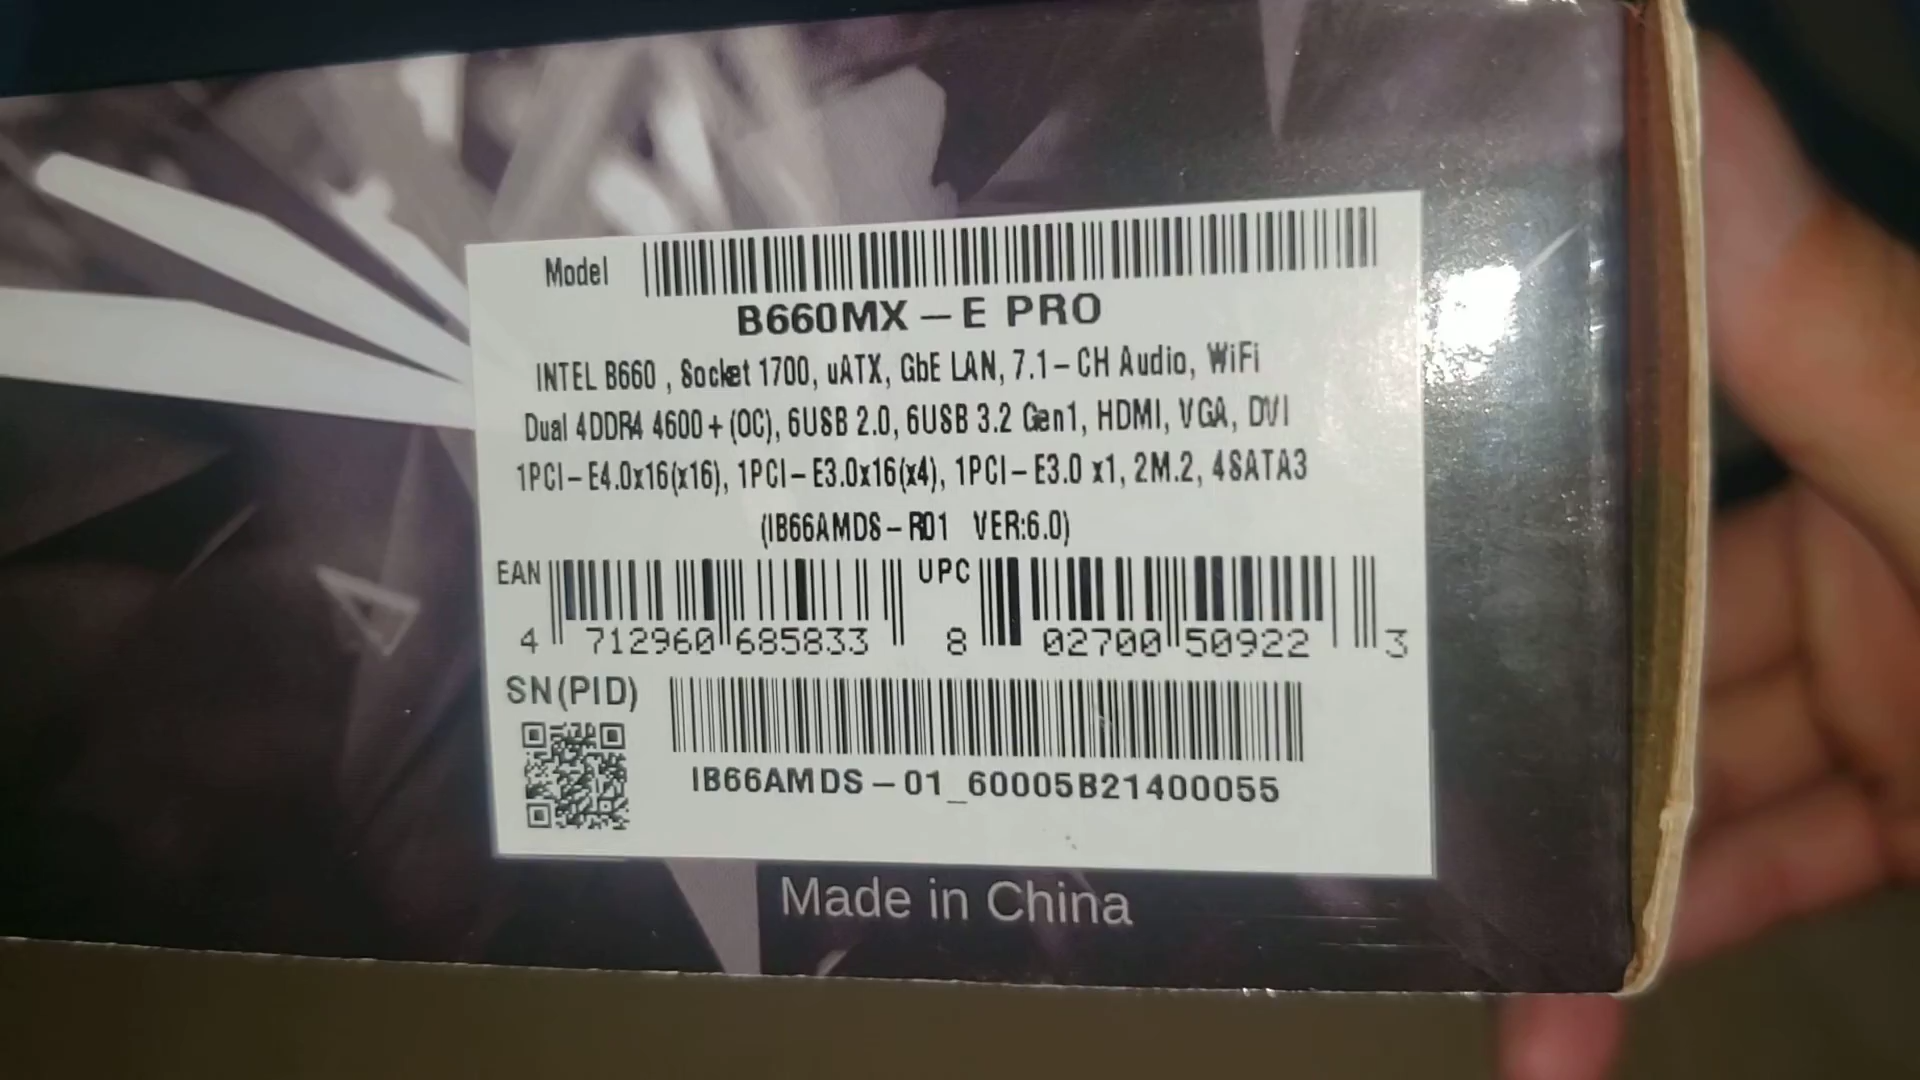 Model
B660MX-E PRO
INTEL B660 , Socket 1700, uATX, GbE LAN, 7.1-CH Audio, WiFi
Dual 4DDR4 4600+(OC), 6USB 2.0, 6USB 3.2 Gen1, HDMI, VGA, DVI
1PCI-E4.0x16(x16), 1PCI-E3.0x16(x4), 1PCI-E3.0 x1, 2M.2, 4SATA3
(IB66AMDS-R01 VER:6.0)
EAN 4 712960 685833 UPC 8 02700 50922 3
SN(PID)
IB66AMDS-01_60005B21400055
Made in China